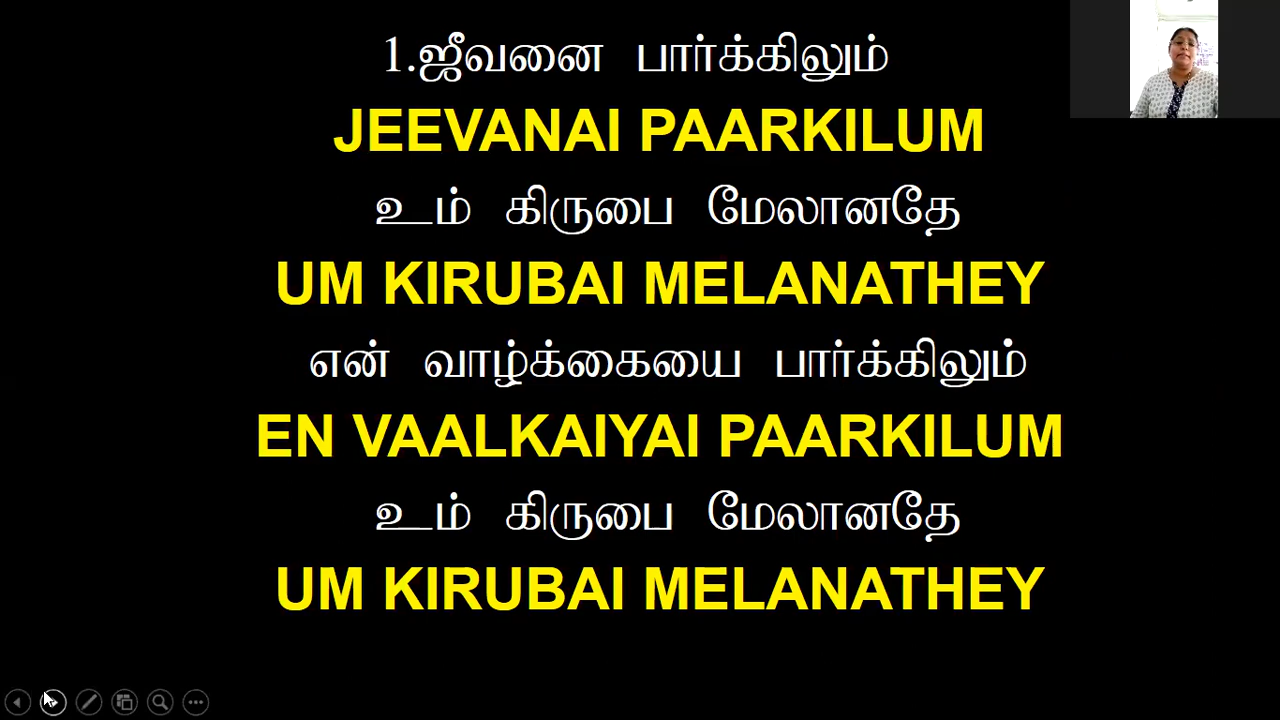 1.ஜீவனை பார்க்கிலும்
JEEVANAI PAARKILUM
உம் கிருபை மேலானதே
UM KIRUBAI MELANATHEY
என் வாழ்க்கையை பார்க்கிலும்
EN VAALKAIYAI PAARKILUM
உம் கிருபை மேலானதே
UM KIRUBAI MELANATHEY